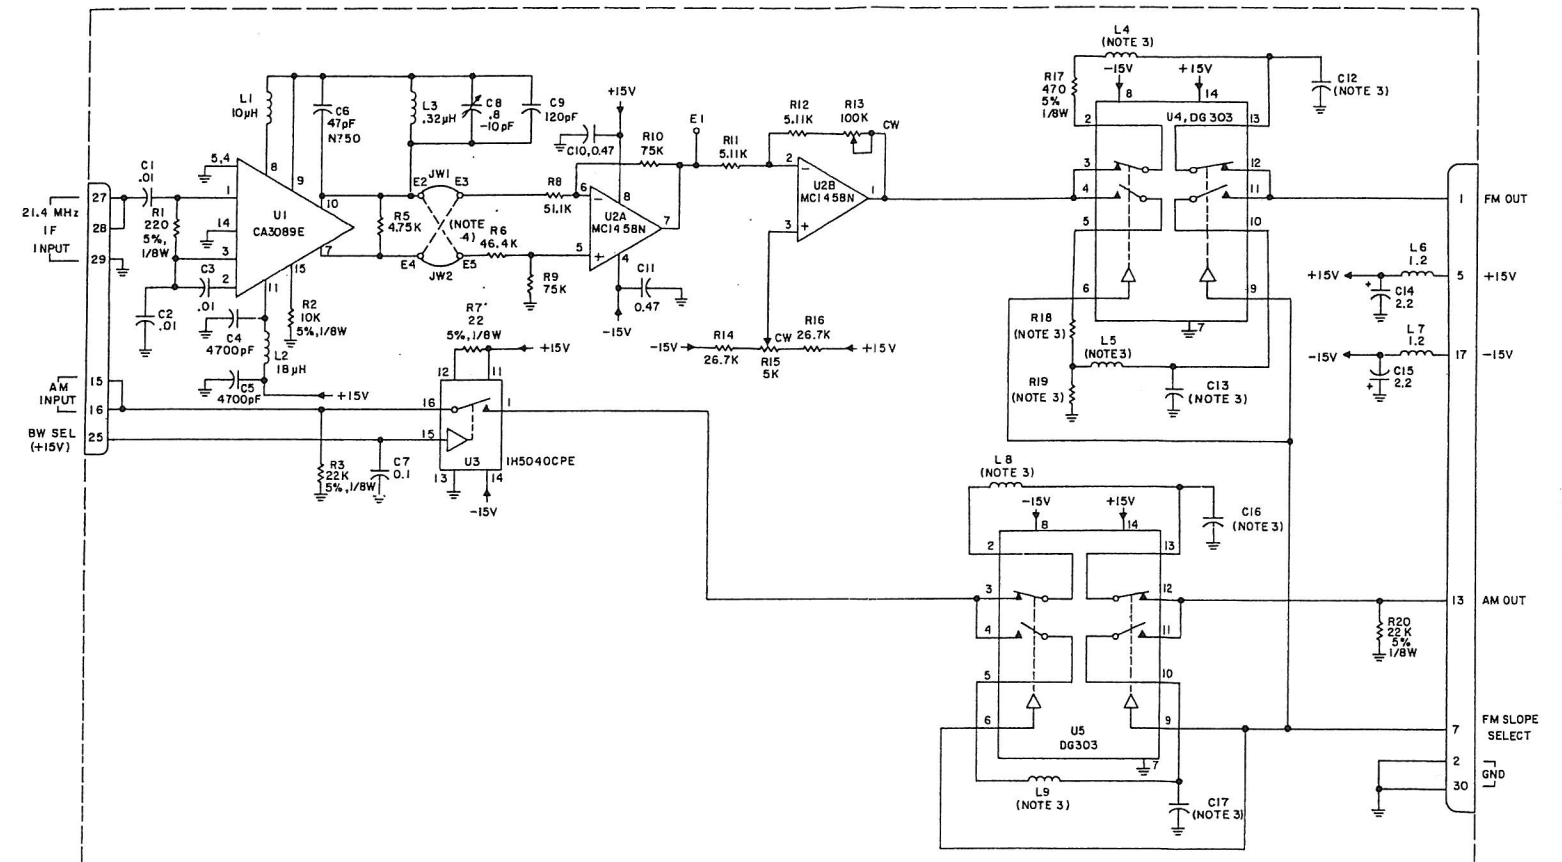 L4
(NOTE 3)
-15V
+15V
R17
470
5%
1/8W
C12
(NOTE 3)
8
14
2
U4, DG 303
13
3
12
4
11
5
10
6
9
7
L1
10µH
C6
47pF
N750
L3
.32µH
C8
.8
-10pF
C9
120pF
+15V
C10, 0.47
R10
75K
E1
R11
5.11K
R12
5.11K
R13
100K
CW
C1
.01
5,4
8
9
1
10
U1
CA3089E
14
3
2
7
15
11
27
28
29
21.4 MHz
IF
INPUT
R1
220
5%,
1/8W
C3
.01
C2
.01
C4
4700pF
L2
18µH
C5
4700pF
+15V
R2
10K
5%,1/8W
R5
4.75K
E2
JW1
E3
(NOTE
4)
E4
JW2
E5
R8
51.1K
R6
46.4K
R9
75K
6
8
U2A
MC1458N
7
5
4
C11
0.47
-15V
2
U2B
MC1458N
1
3
-15V
R14
26.7K
CW
R15
5K
R16
26.7K
+15V
R7
22
5%,1/8W
+15V
12
11
16
1
15
U3
IH5040CPE
13
14
-15V
15
AM
INPUT
16
BW SEL
(+15V)
25
R3
22K
5%,1/8W
C7
0.1
R18
(NOTE 3)
L5
(NOTE3)
R19
(NOTE 3)
C13
(NOTE 3)
1
FM OUT
L6
1.2
+15V
5
+15V
+
C14
2.2
L7
1.2
-15V
17
-15V
C15
2.2
+
L8
(NOTE 3)
-15V
+15V
C16
(NOTE 3)
8
14
2
13
3
12
4
11
5
10
6
9
U5
DG303
7
L9
(NOTE 3)
C17
(NOTE 3)
13
AM OUT
R20
22K
5%
1/8W
7
FM SLOPE
SELECT
2
GND
30